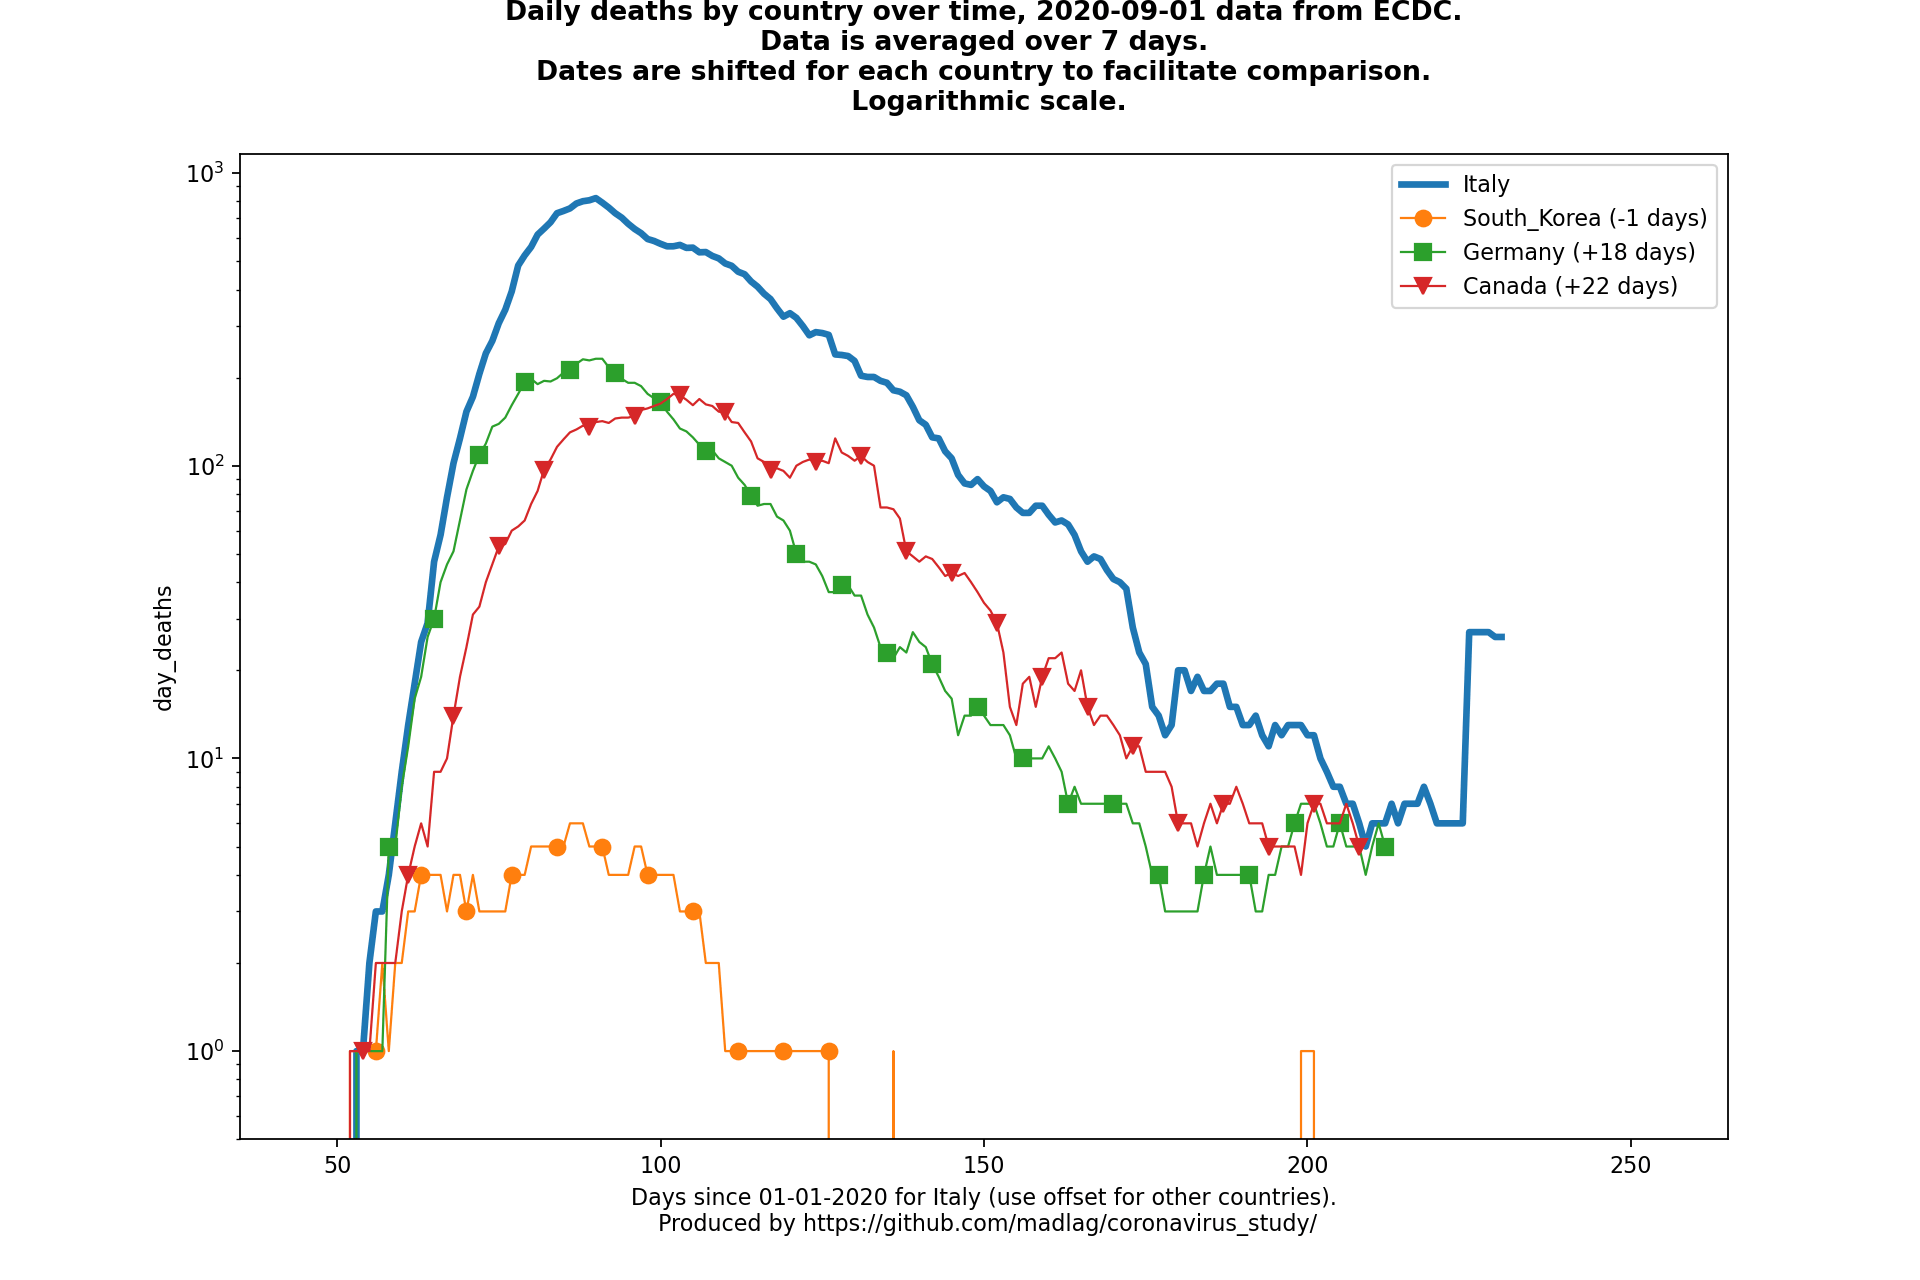 Daily deaths by country over time, 2020-09-01 data from ECDC.
Data is averaged over 7 days.
Dates are shifted for each country to facilitate comparison.
Logarithmic scale.
10³
10²
10¹
10⁰
day_deaths
Italy
South_Korea (-1 days)
Germany (+18 days)
Canada (+22 days)
50
100
150
200
250
Days since 01-01-2020 for Italy (use offset for other countries).
Produced by https://github.com/madlag/coronavirus_study/